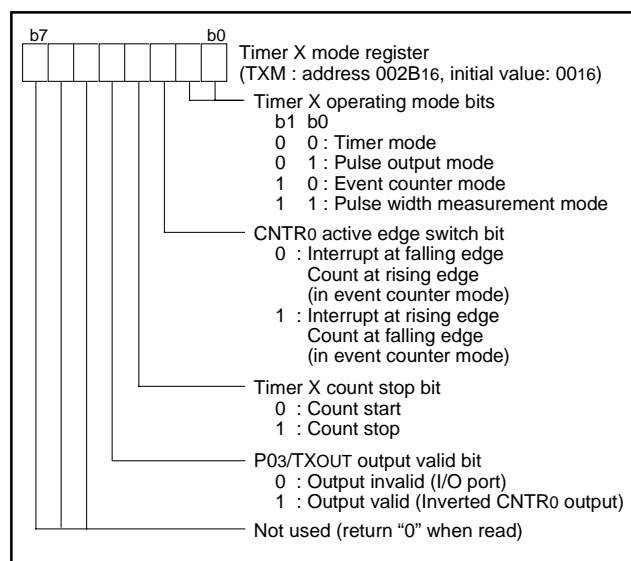 b7 b0
Timer X mode register
(TXM : address 002B16, initial value: 0016)
Timer X operating mode bits
b1 b0
0 0 : Timer mode
0 1 : Pulse output mode
1 0 : Event counter mode
1 1 : Pulse width measurement mode
CNTR0 active edge switch bit
0 : Interrupt at falling edge
Count at rising edge
(in event counter mode)
1 : Interrupt at rising edge
Count at falling edge
(in event counter mode)
Timer X count stop bit
0 : Count start
1 : Count stop
P03/TXOUT output valid bit
0 : Output invalid (I/O port)
1 : Output valid (Inverted CNTR0 output)
Not used (return “0” when read)